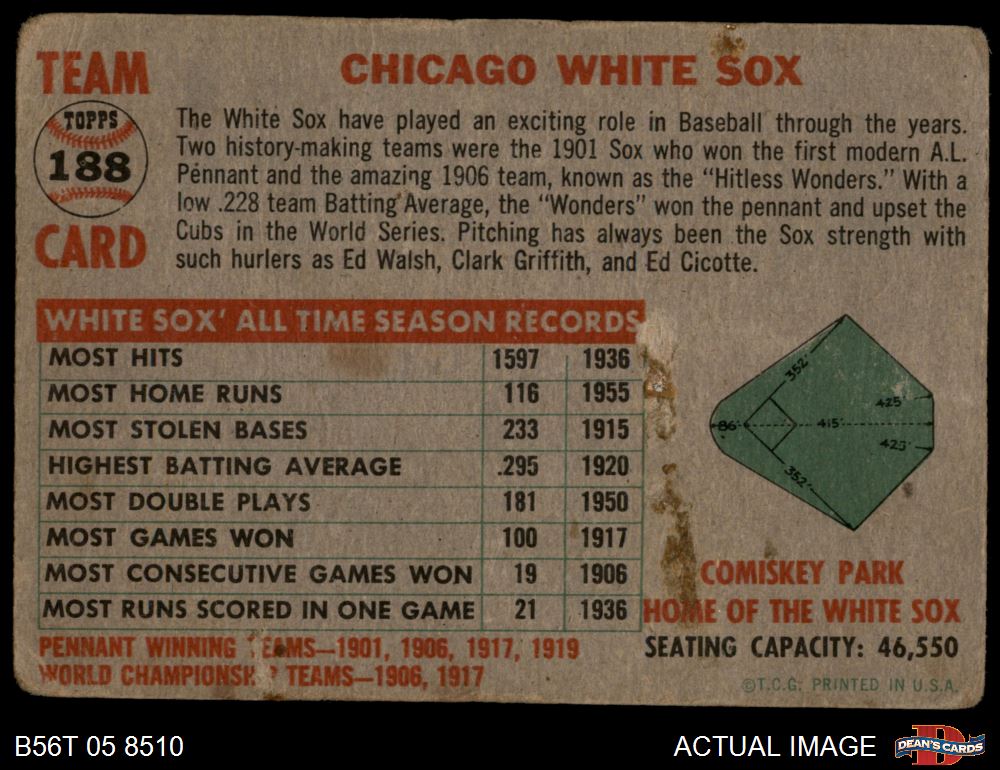 TEAM
TOPPS
188
CARD
CHICAGO WHITE SOX
The White Sox have played an exciting role in Baseball through the years.
Two history-making teams were the 1901 Sox who won the first modern A.L.
Pennant and the amazing 1906 team, known as the “Hitless Wonders.” With a
low .228 team Batting Average, the “Wonders” won the pennant and upset the
Cubs in the World Series. Pitching has always been the Sox strength with
such hurlers as Ed Walsh, Clark Griffith, and Ed Cicotte.
WHITE SOX’ ALL TIME SEASON RECORDS
MOST HITS 1597 1936
MOST HOME RUNS 116 1955
MOST STOLEN BASES 233 1915
HIGHEST BATTING AVERAGE .295 1920
MOST DOUBLE PLAYS 181 1950
MOST GAMES WON 100 1917
MOST CONSECUTIVE GAMES WON 19 1906
MOST RUNS SCORED IN ONE GAME 21 1936
PENNANT WINNING TEAMS—1901, 1906, 1917, 1919
WORLD CHAMPIONSHIP TEAMS—1906, 1917
352'
425'
86'
415'
425'
352'
COMISKEY PARK
HOME OF THE WHITE SOX
SEATING CAPACITY: 46,550
©T.C.G. PRINTED IN U.S.A.
B56T 05 8510
ACTUAL IMAGE
DEAN'S CARDS